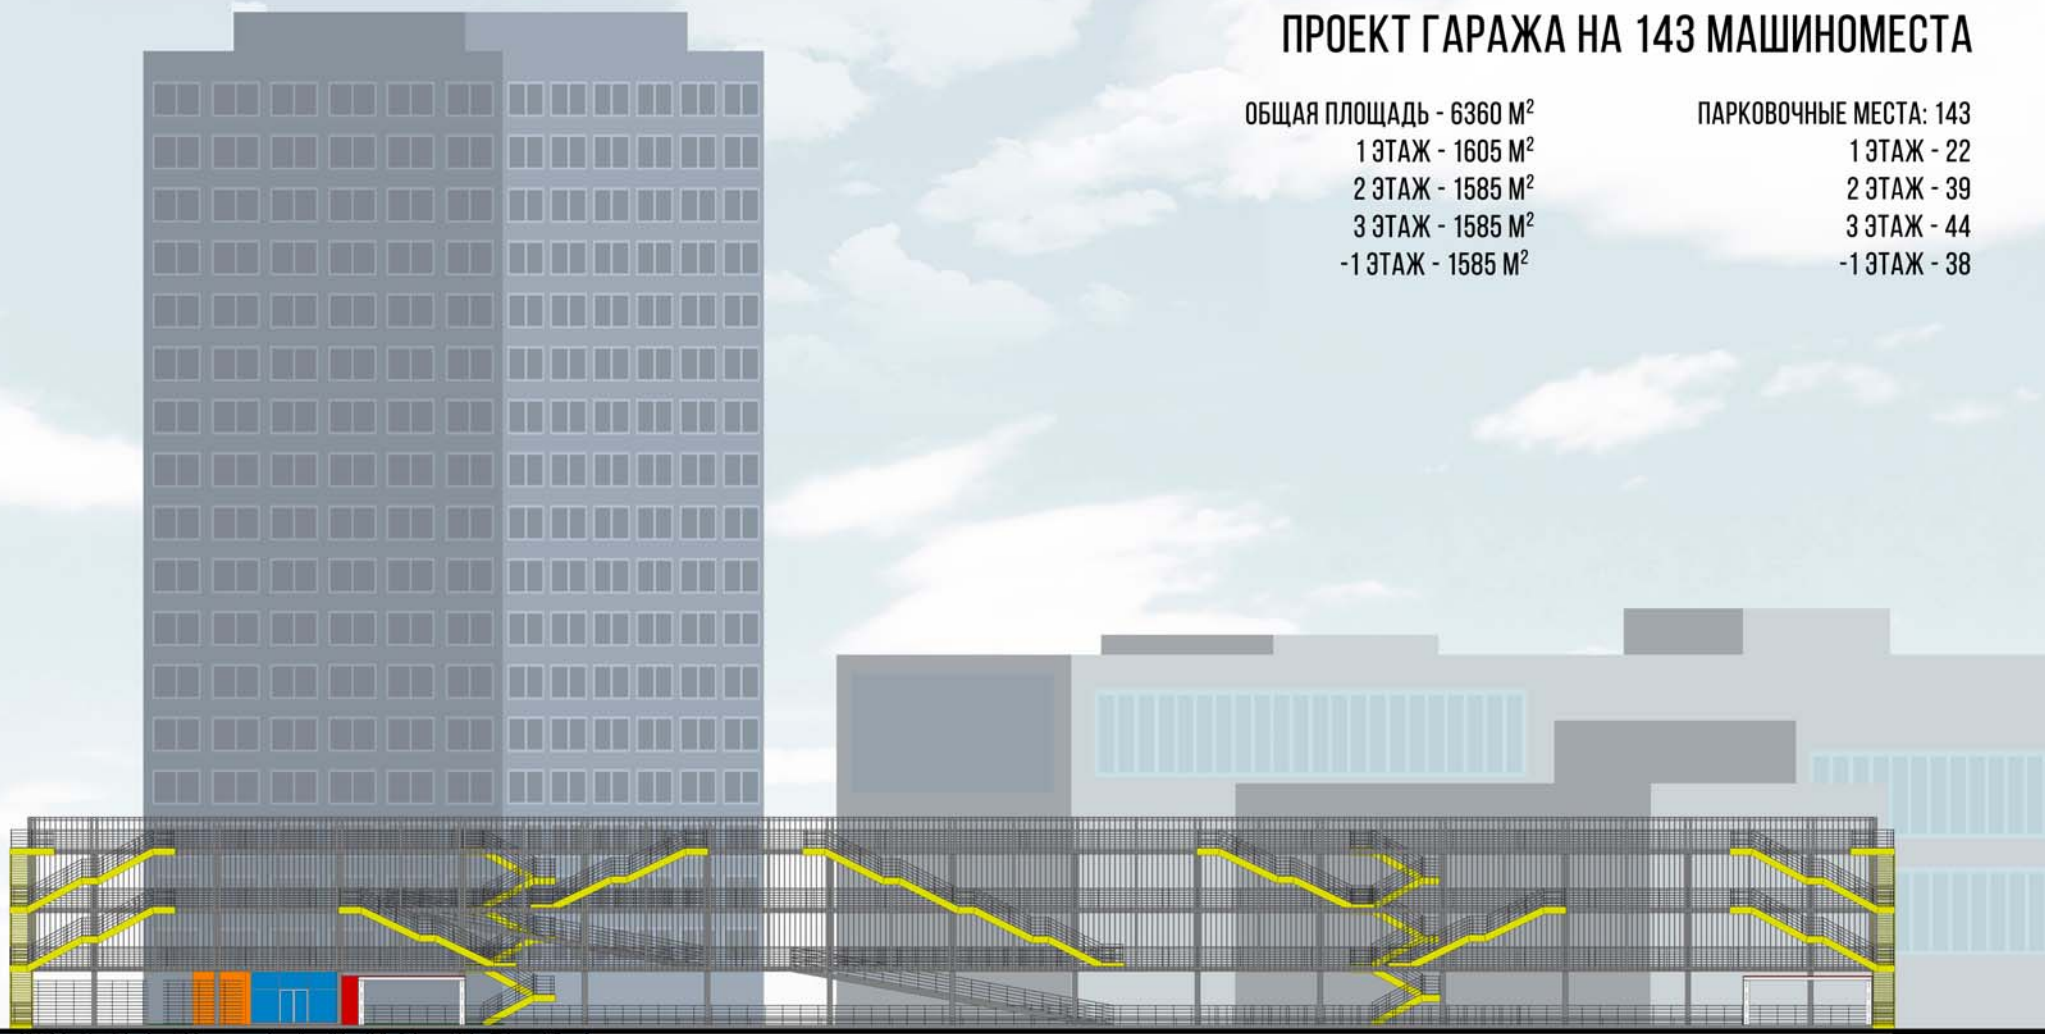 ПРОЕКТ ГАРАЖА НА 143 МАШИНОМЕСТА
ОБЩАЯ ПЛОЩАДЬ - 6360 М²
1 ЭТАЖ - 1605 М²
2 ЭТАЖ - 1585 М²
3 ЭТАЖ - 1585 М²
-1 ЭТАЖ - 1585 М²
ПАРКОВОЧНЫЕ МЕСТА: 143
1 ЭТАЖ - 22
2 ЭТАЖ - 39
3 ЭТАЖ - 44
-1 ЭТАЖ - 38